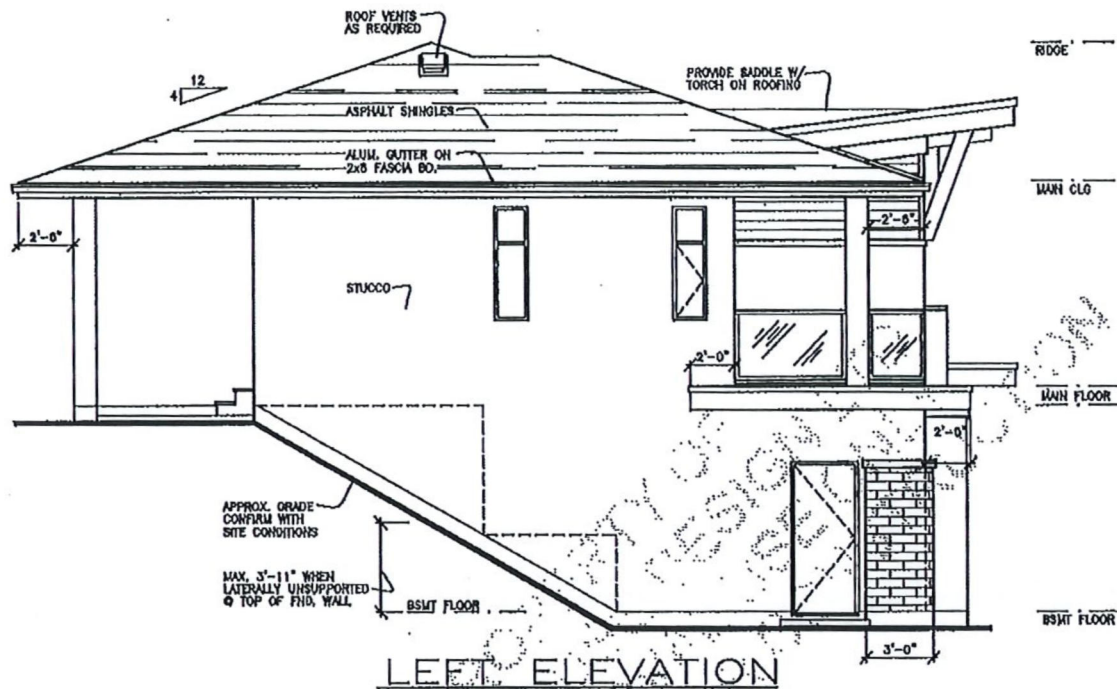 ROOF VENTS
AS REQUIRED
RIDGE
12
4
PROVIDE SADDLE W/
TORCH ON ROOFING
ASPHALT SHINGLES
ALUM. GUTTER ON
2x6 FASCIA BD.
MAIN CLG
2'-6"
2'-6"
STUCCO
2'-0"
MAIN FLOOR
2'-0"
APPROX. GRADE
CONFIRM WITH
SITE CONDITIONS
MAX. 3'-11" WHEN
LATERALLY UNSUPPORTED
@ TOP OF FND. WALL
BSMT FLOOR
BSMT FLOOR
3'-0"
LEFT ELEVATION